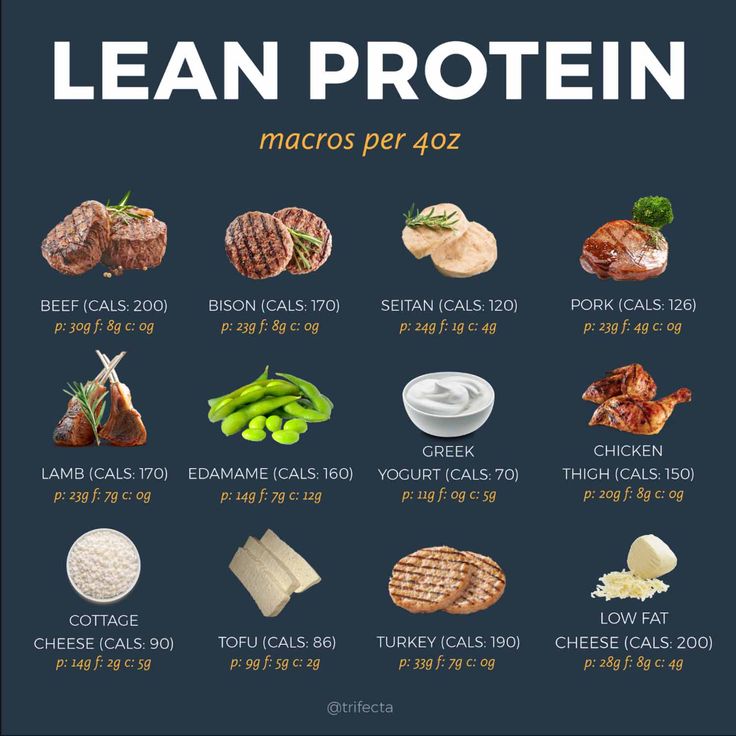 LEAN PROTEIN
macros per 4oz
BEEF (CALS: 200)
p: 30g f: 8g c: 0g
BISON (CALS: 170)
p: 23g f: 8g c: 0g
SEITAN (CALS: 120)
p: 24g f: 1g c: 4g
PORK (CALS: 126)
p: 23g f: 4g c: 0g
LAMB (CALS: 170)
p: 23g f: 7g c: 0g
EDAMAME (CALS: 160)
p: 14g f: 7g c: 12g
GREEK
YOGURT (CALS: 70)
p: 11g f: 0g c: 5g
CHICKEN
THIGH (CALS: 150)
p: 20g f: 8g c: 0g
COTTAGE
CHEESE (CALS: 90)
p: 14g f: 2g c: 5g
TOFU (CALS: 86)
p: 9g f: 5g c: 2g
TURKEY (CALS: 190)
p: 33g f: 7g c: 0g
LOW FAT
CHEESE (CALS: 200)
p: 28g f: 8g c: 4g
@trifecta